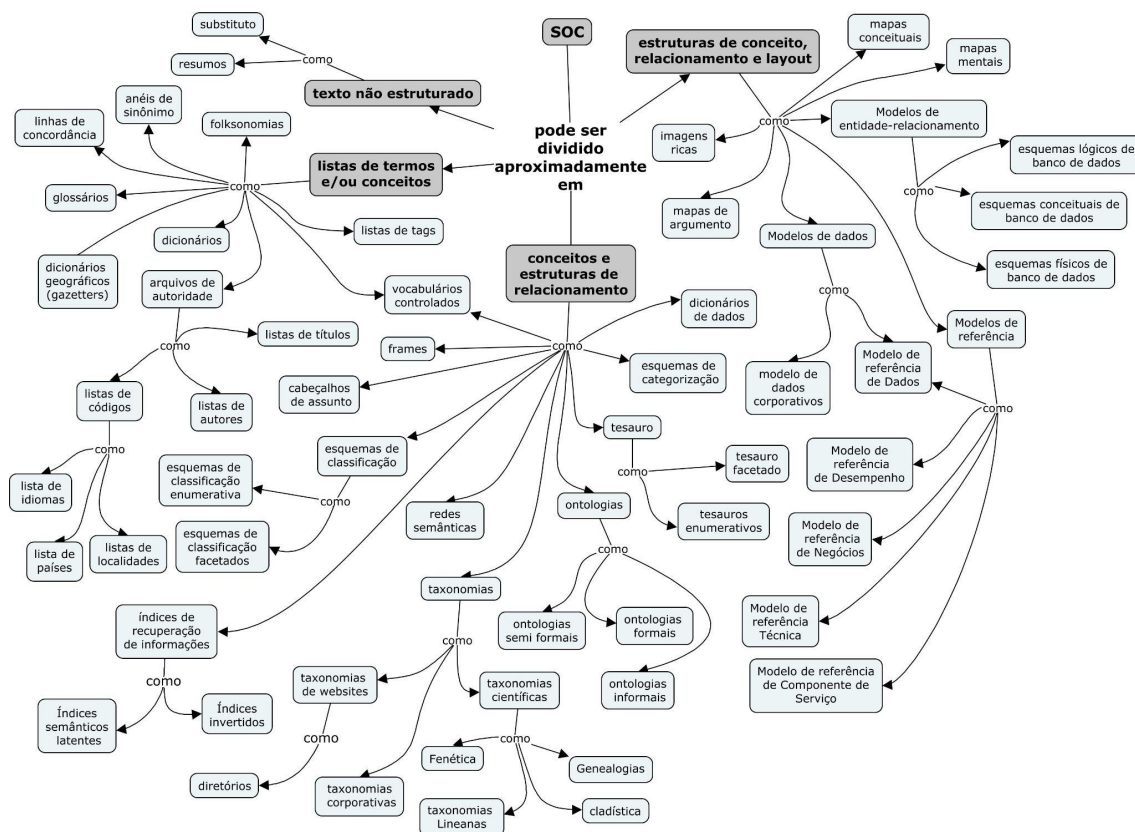 SOC
pode ser
dividido
aproximadamente
em
texto não estruturado
como
substituto
resumos
listas de termos
e/ou conceitos
como
folksonomias
anéis de
sinônimo
linhas de
concordância
glossários
dicionários
geográficos
(gazetters)
dicionários
arquivos de
autoridade
listas de tags
vocabulários
controlados
como
listas de títulos
listas de
códigos
listas de
autores
como
lista de
idiomas
lista de
países
listas de
localidades
estruturas de conceito,
relacionamento e layout
como
mapas
conceituais
mapas
mentais
Modelos de
entidade-relacionamento
imagens
ricas
mapas de
argumento
Modelos de dados
como
esquemas lógicos de
banco de dados
esquemas conceituais de
banco de dados
esquemas físicos de
banco de dados
como
modelo de
dados
corporativos
Modelo de
referência
de Dados
Modelos de
referência
como
Modelo de
referência
de Desempenho
Modelo de
referência
de Negócios
Modelo de
referência
Técnica
Modelo de referência
de Componente de
Serviço
conceitos e
estruturas de
relacionamento
como
dicionários
de dados
esquemas de
categorização
frames
cabeçalhos
de assunto
esquemas de
classificação
como
esquemas de
classificação
enumerativa
esquemas de
classificação
facetados
redes
semânticas
tesauro
como
tesauro
facetado
tesauros
enumerativos
ontologias
como
ontologias
semi formais
ontologias
formais
ontologias
informais
índices de
recuperação
de informações
como
Índices
semânticos
latentes
Índices
invertidos
taxonomias
como
taxonomias
de websites
como
diretórios
taxonomias
corporativas
taxonomias
científicas
como
Fenética
taxonomias
Lineanas
cladística
Genealogias